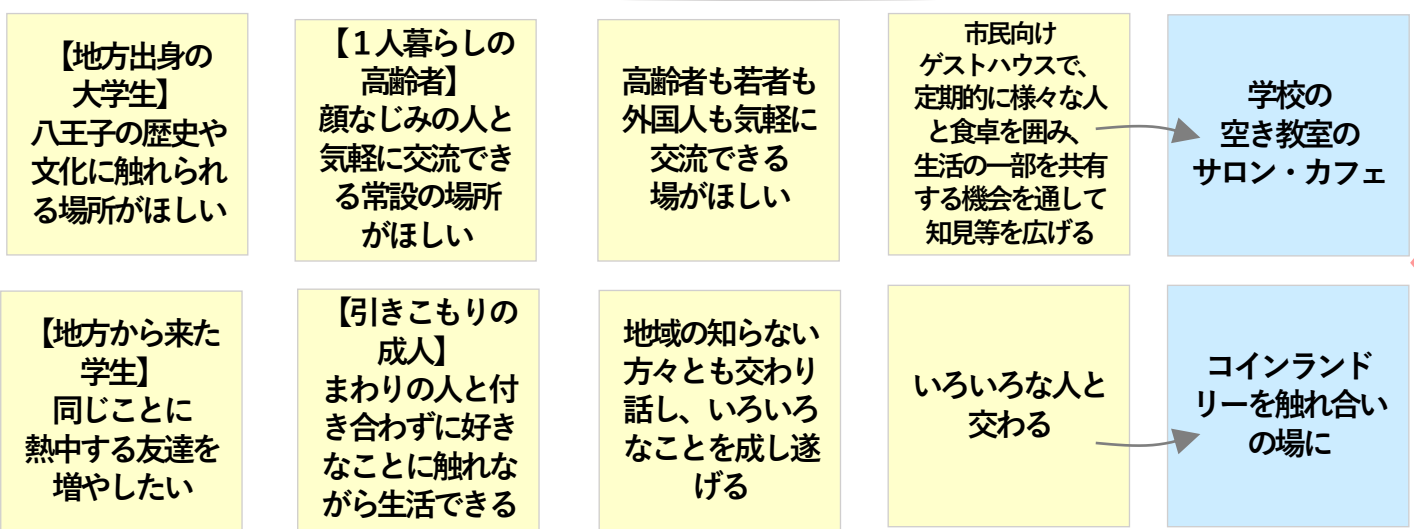 【地方出身の
大学生】
八王子の歴史や
文化に触れられ
る場所がほしい
【１人暮らしの
高齢者】
顔なじみの人と
気軽に交流でき
る常設の場所
がほしい
高齢者も若者も
外国人も気軽に
交流できる
場がほしい
市民向け
ゲストハウスで、
定期的に様々な人
と食卓を囲み、
生活の一部を共有
する機会を通して
知見等を広げる
学校の
空き教室の
サロン・カフェ
【地方から来た
学生】
同じことに
熱中する友達を
増やしたい
【引きこもりの
成人】
まわりの人と付
き合わずに好き
なことに触れな
がら生活できる
地域の知らない
方々とも交わり
話し、いろいろ
なことを成し遂
げる
いろいろな人と
交わる
コインランド
リーを触れ合い
の場に